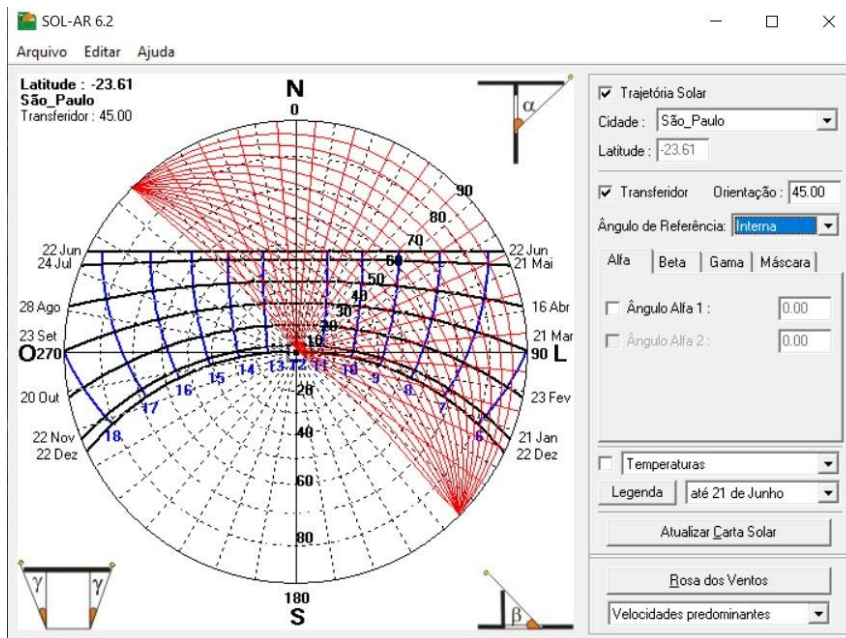 SOL-AR 6.2
Arquivo Editar Ajuda
Latitude : -23.61
São_Paulo
Transferidor : 45.00
N
0
α
90
80
70
60
50
40
30
20
10
22 Jun
24 Jul
28 Ago
23 Set
O 270
20 Out
22 Nov
22 Dez
22 Jun
21 Mai
16 Abr
21 Mar
90 L
23 Fev
21 Jan
22 Dez
18 17 16 15 14 13 12 11 10 9 8 7 6
20
40
60
80
180
S
γ γ
β
Trajetória Solar
Cidade : São_Paulo
Latitude : -23.61
Transferidor Orientação : 45.00
Ângulo de Referência: Interna
Alfa Beta Gama Máscara
Ângulo Alfa 1 : 0.00
Ângulo Alfa 2 : 0.00
Temperaturas
Legenda até 21 de Junho
Atualizar Carta Solar
Rosa dos Ventos
Velocidades predominantes